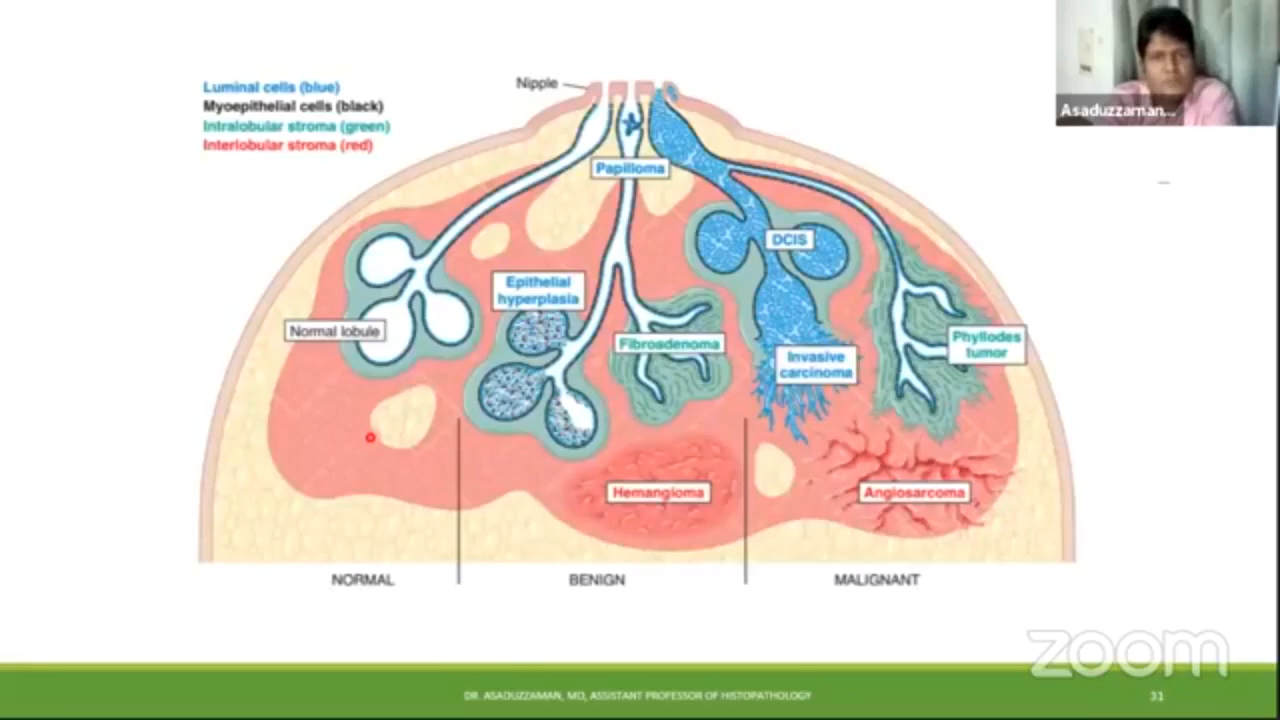 Asaduzzaman...
Luminal cells (blue)
Myoepithelial cells (black)
Intralobular stroma (green)
Interlobular stroma (red)
Nipple
Papilloma
DCIS
Epithelial
hyperplasia
Normal lobule
Fibroadenoma
Phyllodes
tumor
Invasive
carcinoma
Hemangioma
Angiosarcoma
NORMAL
BENIGN
MALIGNANT
zoom
DR. ASADUZZAMAN, MD, ASSISTANT PROFESSOR OF HISTOPATHOLOGY
31